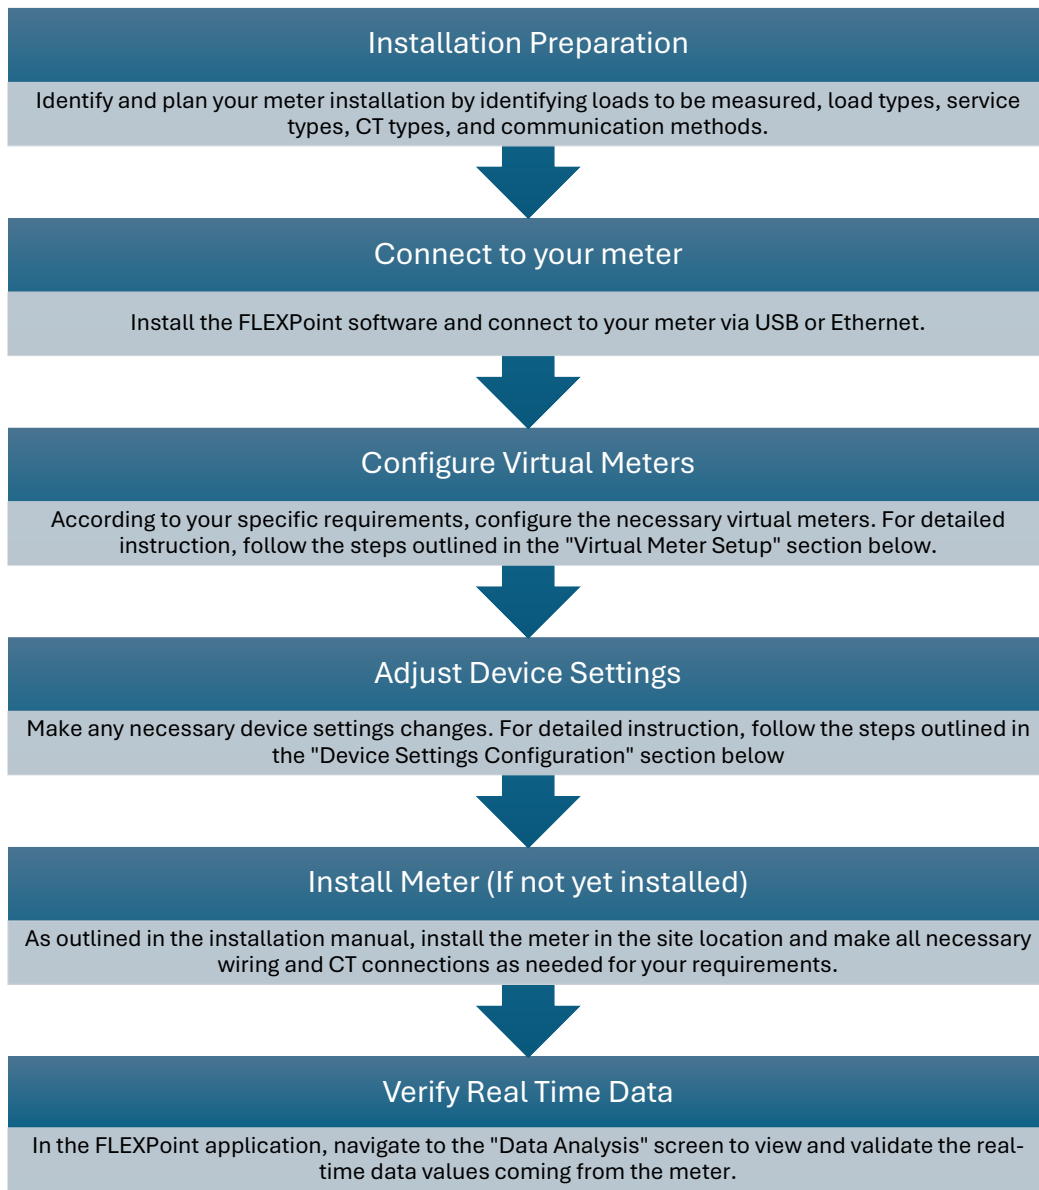 Installation Preparation
Identify and plan your meter installation by identifying loads to be measured, load types, service
types, CT types, and communication methods.
Connect to your meter
Install the FLEXPoint software and connect to your meter via USB or Ethernet.
Configure Virtual Meters
According to your specific requirements, configure the necessary virtual meters. For detailed
instruction, follow the steps outlined in the "Virtual Meter Setup" section below.
Adjust Device Settings
Make any necessary device settings changes. For detailed instruction, follow the steps outlined in
the "Device Settings Configuration" section below
Install Meter (If not yet installed)
As outlined in the installation manual, install the meter in the site location and make all necessary
wiring and CT connections as needed for your requirements.
Verify Real Time Data
In the FLEXPoint application, navigate to the "Data Analysis" screen to view and validate the real-
time data values coming from the meter.